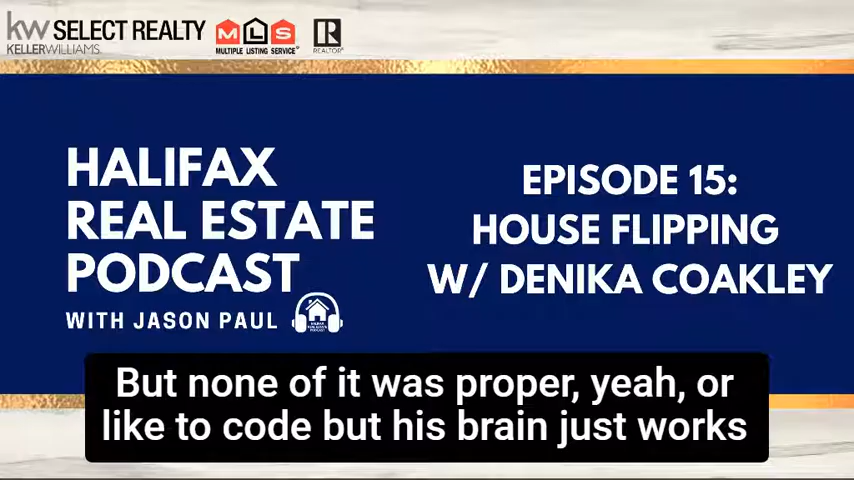 kw SELECT REALTY
KELLERWILLIAMS.
MLS
MULTIPLE LISTING SERVICE®
R
REALTOR®
HALIFAX
REAL ESTATE
PODCAST
WITH JASON PAUL
EPISODE 15:
HOUSE FLIPPING
W/ DENIKA COAKLEY
But none of it was proper, yeah, or
like to code but his brain just works